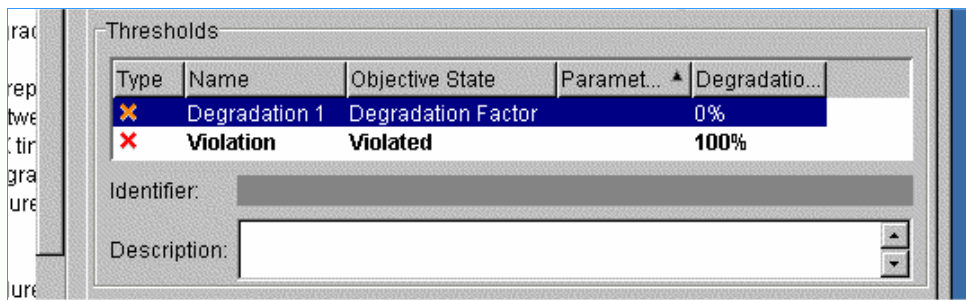 Thresholds
Type Name Objective State Paramet... Degradatio...
Degradation 1 Degradation Factor 0%
Violation Violated 100%
Identifier:
Description: